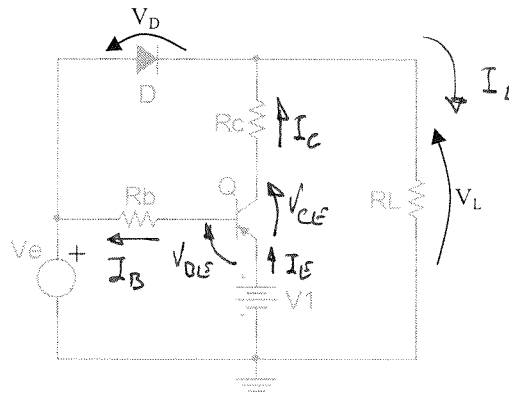 V_D
D
I_L
Rc
I_C
Rb
Q
V_CE
RL
V_L
Ve
+
I_B
V_BE
I_E
V1